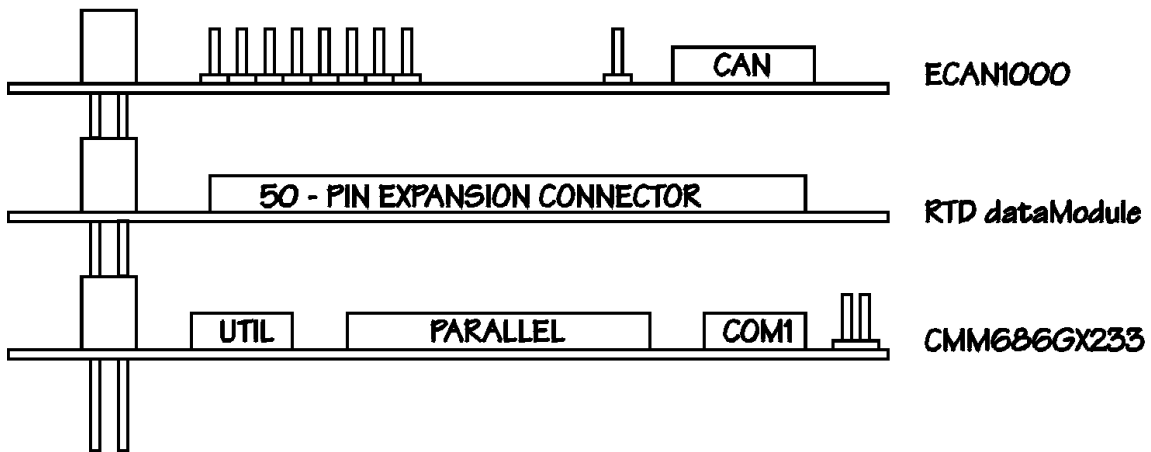 CAN
ECAN1000
50 - PIN EXPANSION CONNECTOR
RTD dataModule
UTIL
PARALLEL
COM1
CMM686GX233